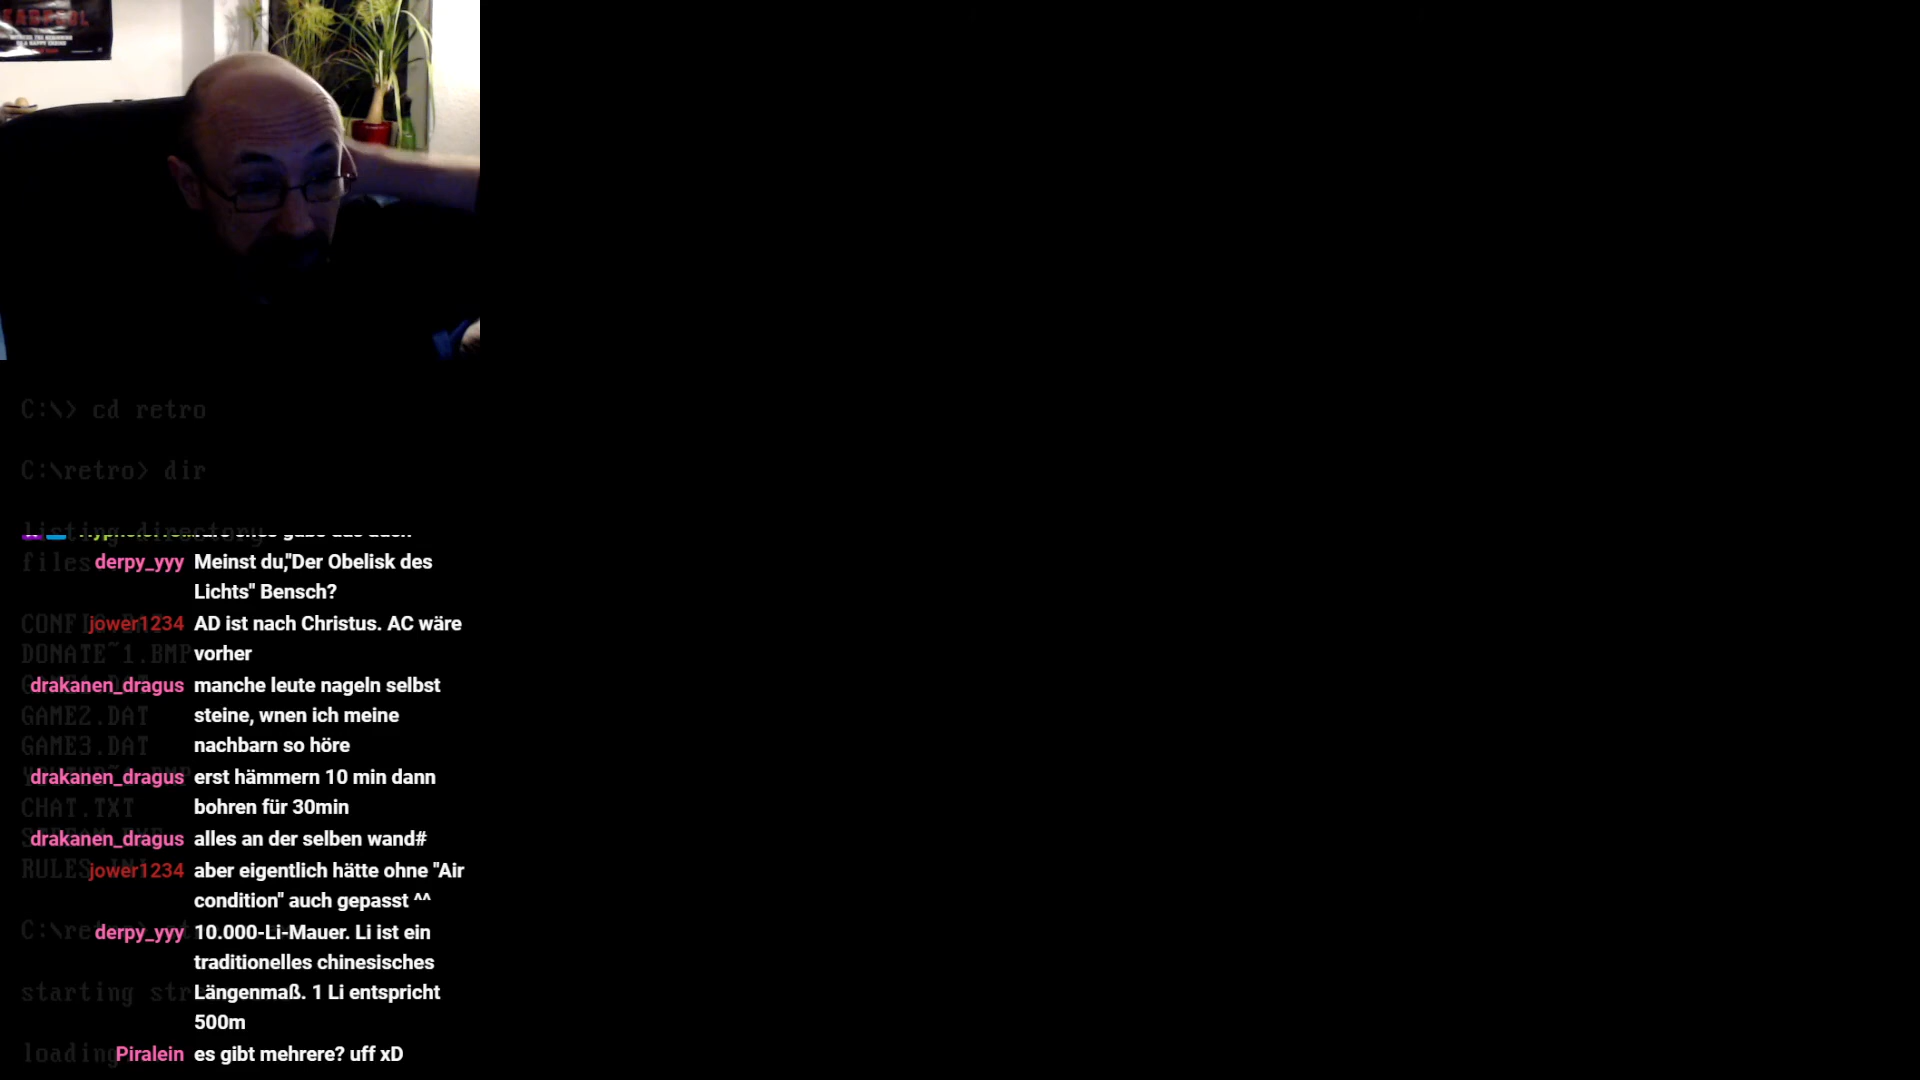 C:\> cd retro
C:\retro> dir
listing directory
files
derpy_yyy Meinst du,"Der Obelisk des
Lichts" Bensch?
jower1234 AD ist nach Christus. AC wäre
vorher
DONATE~1.BMP
drakanen_dragus manche leute nageln selbst
GAME2.DAT
steine, wnen ich meine
GAME3.DAT
nachbarn so höre
drakanen_dragus erst hämmern 10 min dann
CHAT.TXT
bohren für 30min
drakanen_dragus alles an der selben wand#
jower1234 aber eigentlich hätte ohne "Air
condition" auch gepasst ^^
derpy_yyy 10.000-Li-Mauer. Li ist ein
traditionelles chinesisches
starting
Längenmaß. 1 Li entspricht
500m
loading
Piralein es gibt mehrere? uff xD